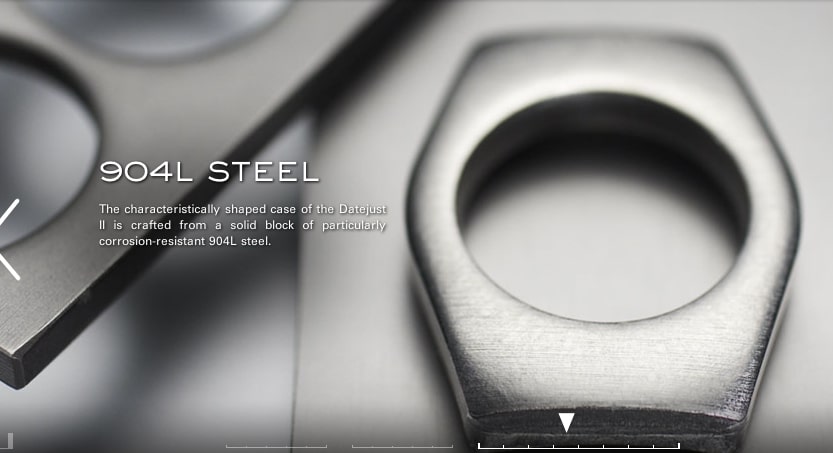 904L STEEL
The characteristically shaped case of the Datejust
II is crafted from a solid block of particularly
corrosion-resistant 904L steel.